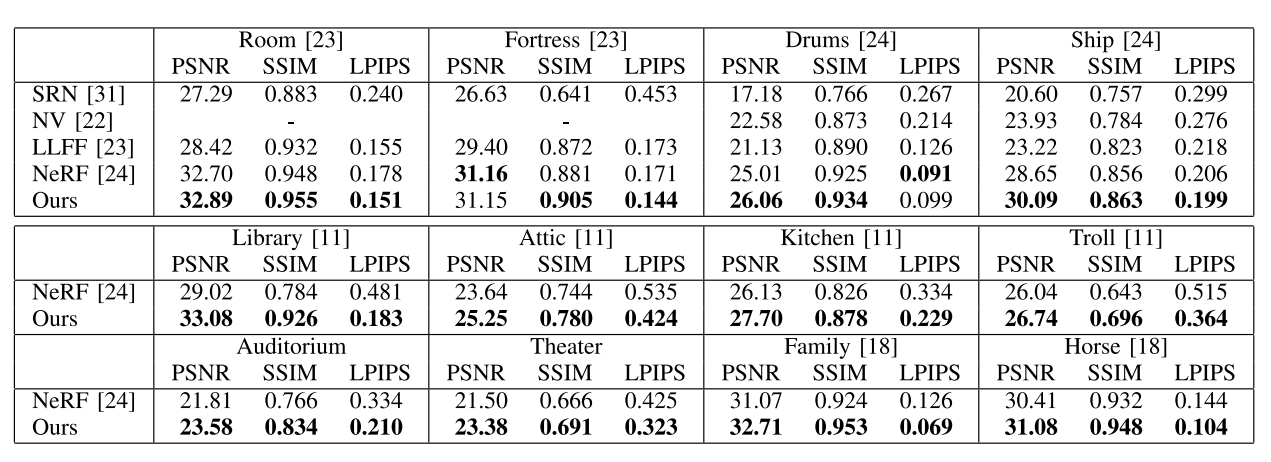 Room [23] Fortress [23] Drums [24] Ship [24]
PSNR SSIM LPIPS PSNR SSIM LPIPS PSNR SSIM LPIPS PSNR SSIM LPIPS
SRN [31] 27.29 0.883 0.240 26.63 0.641 0.453 17.18 0.766 0.267 20.60 0.757 0.299
NV [22] - - 22.58 0.873 0.214 23.93 0.784 0.276
LLFF [23] 28.42 0.932 0.155 29.40 0.872 0.173 21.13 0.890 0.126 23.22 0.823 0.218
NeRF [24] 32.70 0.948 0.178 31.16 0.881 0.171 25.01 0.925 0.091 28.65 0.856 0.206
Ours 32.89 0.955 0.151 31.15 0.905 0.144 26.06 0.934 0.099 30.09 0.863 0.199
Library [11] Attic [11] Kitchen [11] Troll [11]
PSNR SSIM LPIPS PSNR SSIM LPIPS PSNR SSIM LPIPS PSNR SSIM LPIPS
NeRF [24] 29.02 0.784 0.481 23.64 0.744 0.535 26.13 0.826 0.334 26.04 0.643 0.515
Ours 33.08 0.926 0.183 25.25 0.780 0.424 27.70 0.878 0.229 26.74 0.696 0.364
Auditorium Theater Family [18] Horse [18]
PSNR SSIM LPIPS PSNR SSIM LPIPS PSNR SSIM LPIPS PSNR SSIM LPIPS
NeRF [24] 21.81 0.766 0.334 21.50 0.666 0.425 31.07 0.924 0.126 30.41 0.932 0.144
Ours 23.58 0.834 0.210 23.38 0.691 0.323 32.71 0.953 0.069 31.08 0.948 0.104